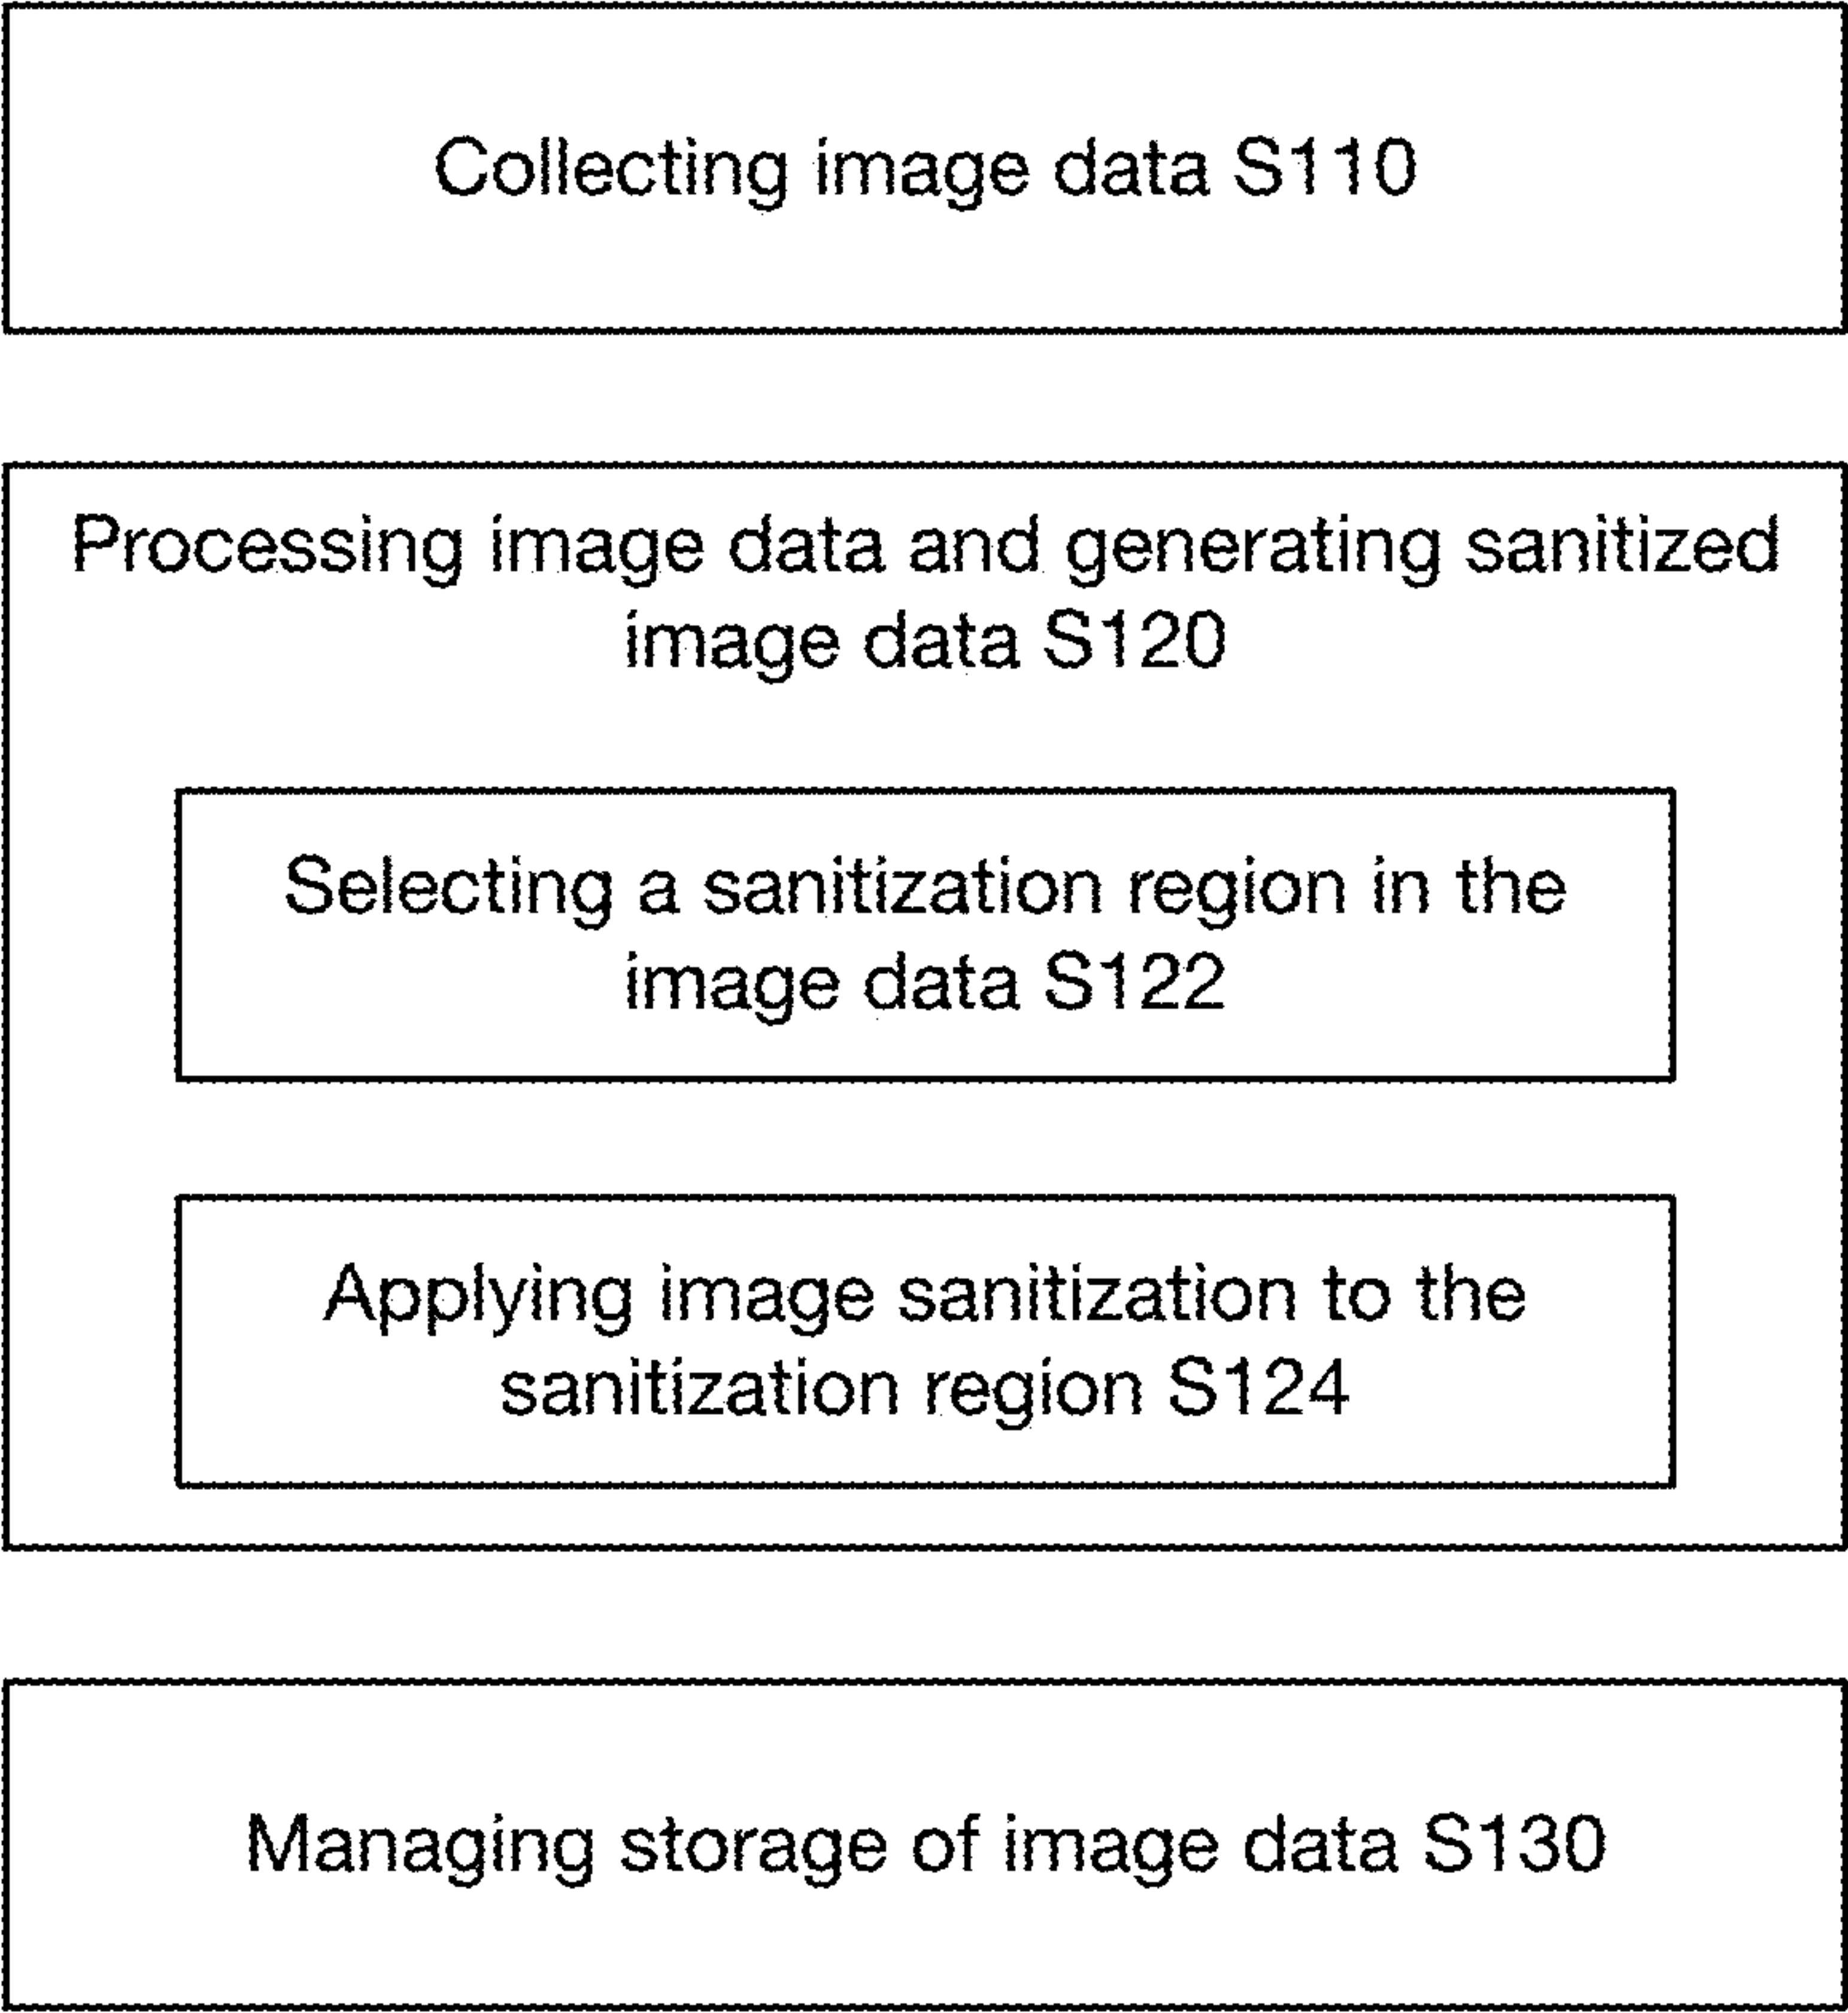 Collecting image data S110
Processing image data and generating sanitized
image data S120
Selecting a sanitization region in the
image data S122
Applying image sanitization to the
sanitization region S124
Managing storage of image data S130